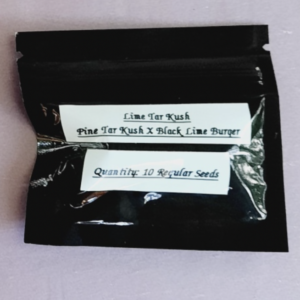 Lime Tar Kush
Pine Tar Kush X Black Lime Burger
Quantity: 10 Regular Seeds